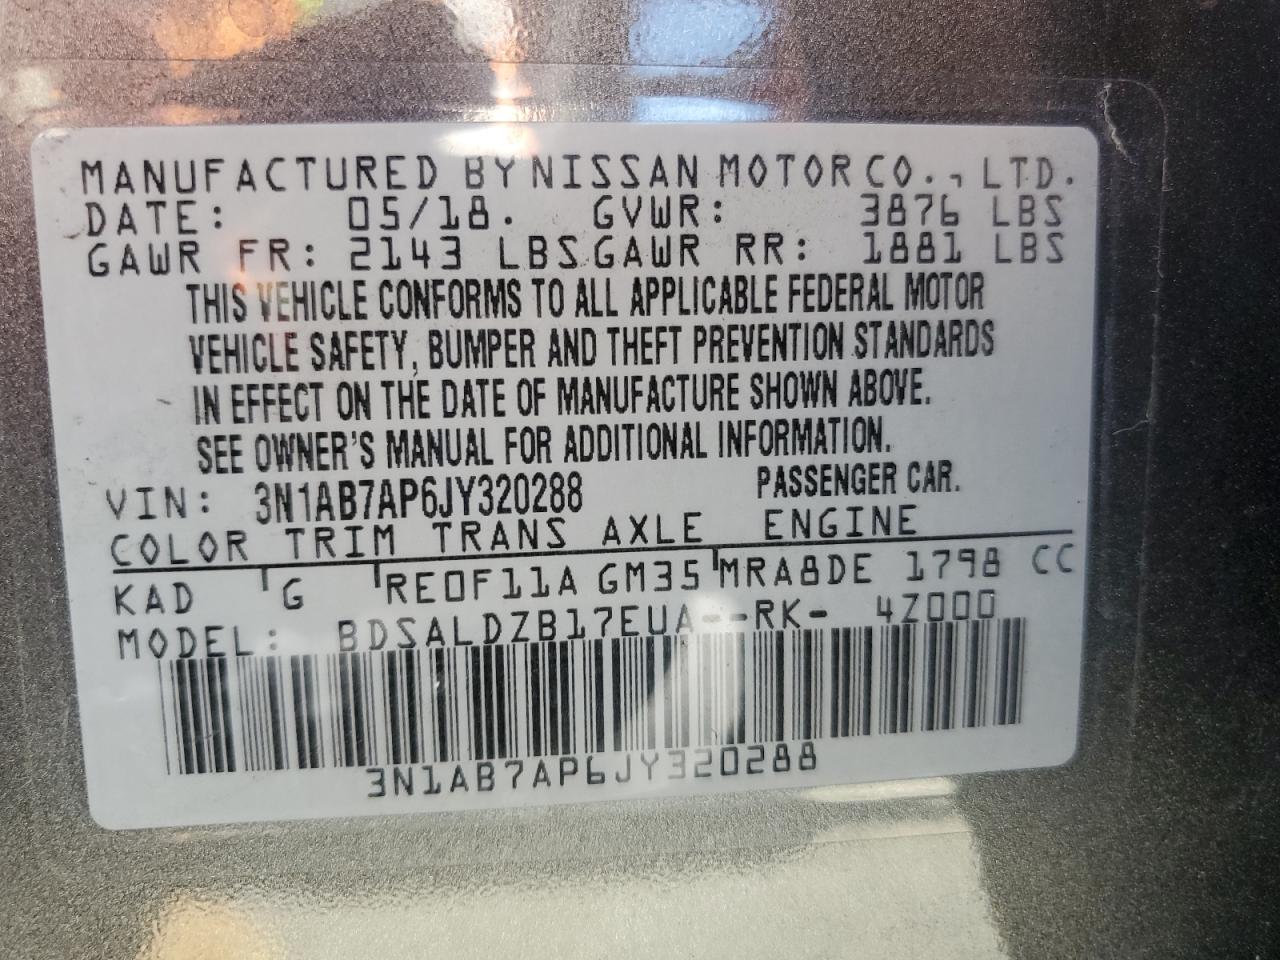 MANUFACTURED BY NISSAN MOTOR CO., LTD.
DATE: 05/18. GVWR: 3876 LBS
GAWR FR: 2143 LBS GAWR RR: 1881 LBS
THIS VEHICLE CONFORMS TO ALL APPLICABLE FEDERAL MOTOR
VEHICLE SAFETY, BUMPER AND THEFT PREVENTION STANDARDS
IN EFFECT ON THE DATE OF MANUFACTURE SHOWN ABOVE.
SEE OWNER'S MANUAL FOR ADDITIONAL INFORMATION.
VIN: 3N1AB7AP6JY320288 PASSENGER CAR.
COLOR TRIM TRANS AXLE ENGINE
KAD G RE0F11A GM35 MRA8DE 1798 CC
MODEL: BDSALDZB17EUA--RK- 4Z000
3N1AB7AP6JY320288